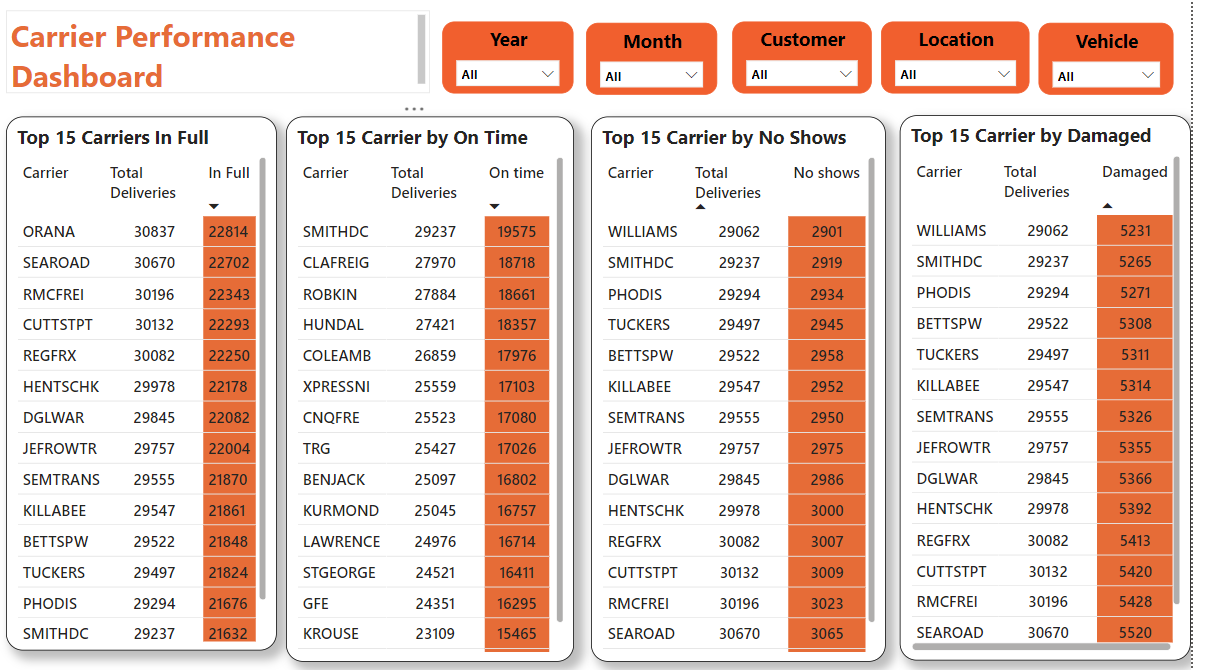 Carrier Performance
Dashboard
Year
All
Month
All
Customer
All
Location
All
Vehicle
All
Top 15 Carriers In Full
Carrier Total Deliveries In Full
ORANA 30837 22814
SEAROAD 30670 22702
RMCFREI 30196 22343
CUTTSTPT 30132 22293
REGFRX 30082 22250
HENTSCHK 29978 22178
DGLWAR 29845 22082
JEFROWTR 29757 22004
SEMTRANS 29555 21870
KILLABEE 29547 21861
BETTSPW 29522 21848
TUCKERS 29497 21824
PHODIS 29294 21676
SMITHDC 29237 21632
Top 15 Carrier by On Time
Carrier Total Deliveries On time
SMITHDC 29237 19575
CLAFREIG 27970 18718
ROBKIN 27884 18661
HUNDAL 27421 18357
COLEAMB 26859 17976
XPRESSNI 25559 17103
CNQFRE 25523 17080
TRG 25427 17026
BENJACK 25097 16802
KURMOND 25045 16757
LAWRENCE 24976 16714
STGEORGE 24521 16411
GFE 24351 16295
KROUSE 23109 15465
Top 15 Carrier by No Shows
Carrier Total Deliveries No shows
WILLIAMS 29062 2901
SMITHDC 29237 2919
PHODIS 29294 2934
TUCKERS 29497 2945
BETTSPW 29522 2958
KILLABEE 29547 2952
SEMTRANS 29555 2950
JEFROWTR 29757 2975
DGLWAR 29845 2986
HENTSCHK 29978 3000
REGFRX 30082 3007
CUTTSTPT 30132 3009
RMCFREI 30196 3023
SEAROAD 30670 3065
Top 15 Carrier by Damaged
Carrier Total Deliveries Damaged
WILLIAMS 29062 5231
SMITHDC 29237 5265
PHODIS 29294 5271
BETTSPW 29522 5308
TUCKERS 29497 5311
KILLABEE 29547 5314
SEMTRANS 29555 5326
JEFROWTR 29757 5355
DGLWAR 29845 5366
HENTSCHK 29978 5392
REGFRX 30082 5413
CUTTSTPT 30132 5420
RMCFREI 30196 5428
SEAROAD 30670 5520